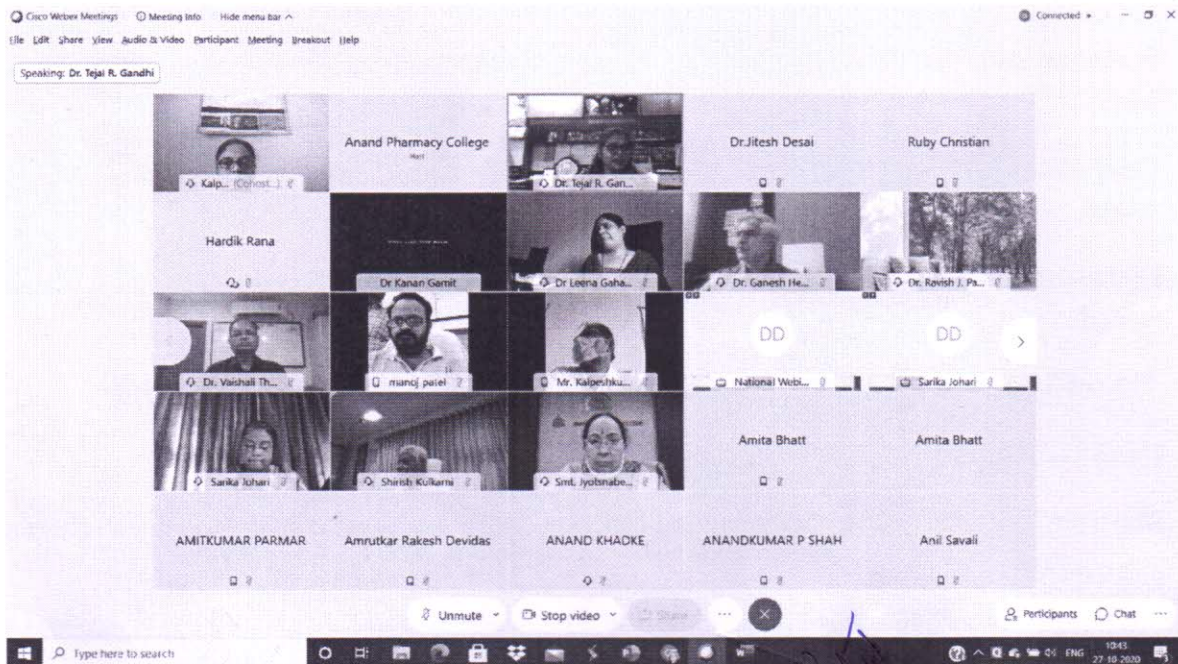 Cisco Webex Meetings Meeting Info Hide menu bar Connected
File Edit Share View Audio & Video Participant Meeting Breakout Help
Speaking: Dr. Tejal R. Gandhi
Anand Pharmacy College Dr.Jitesh Desai Ruby Christian
Host
Kalp... (Cohost) Dr. Tejal R. Gan...
Hardik Rana
Dr Kanan Gamit Dr Leena Gaha... Dr. Ganesh He... Dr. Ravish J. Pa...
DD DD
Dr. Vaishali Th... manoj patel Mr. Kalpeshku... National Webi... Sarika Johari
Amita Bhatt Amita Bhatt
Sarika Johari Shirish Kulkarni Smt. Jyotsnabe...
AMITKUMAR PARMAR Amrutkar Rakesh Devidas ANAND KHADKE ANANDKUMAR P SHAH Anil Savali
Unmute Stop video Share ... Participants Chat ...
Type here to search ENG 10:43
27-10-2020